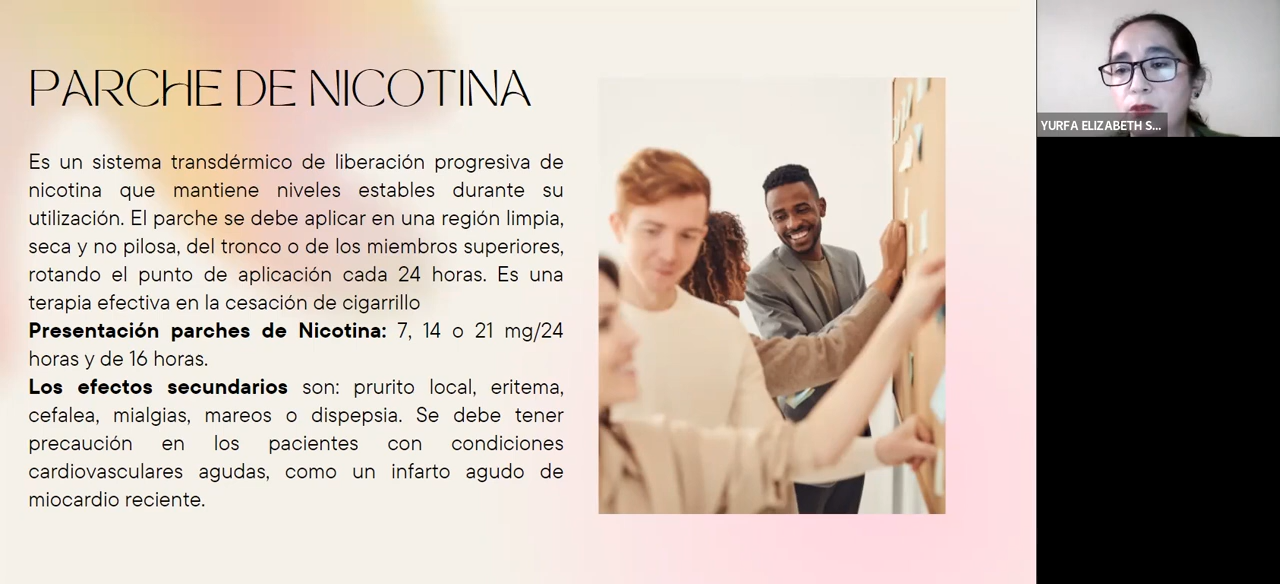 PARCHE DE NICOTINA
Es un sistema transdérmico de liberación progresiva de
nicotina que mantiene niveles estables durante su
utilización. El parche se debe aplicar en una región limpia,
seca y no pilosa, del tronco o de los miembros superiores,
rotando el punto de aplicación cada 24 horas. Es una
terapia efectiva en la cesación de cigarrillo
Presentación parches de Nicotina: 7, 14 o 21 mg/24
horas y de 16 horas.
Los efectos secundarios son: prurito local, eritema,
cefalea, mialgias, mareos o dispepsia. Se debe tener
precaución en los pacientes con condiciones
cardiovasculares agudas, como un infarto agudo de
miocardio reciente.
YURFA ELIZABETH S...